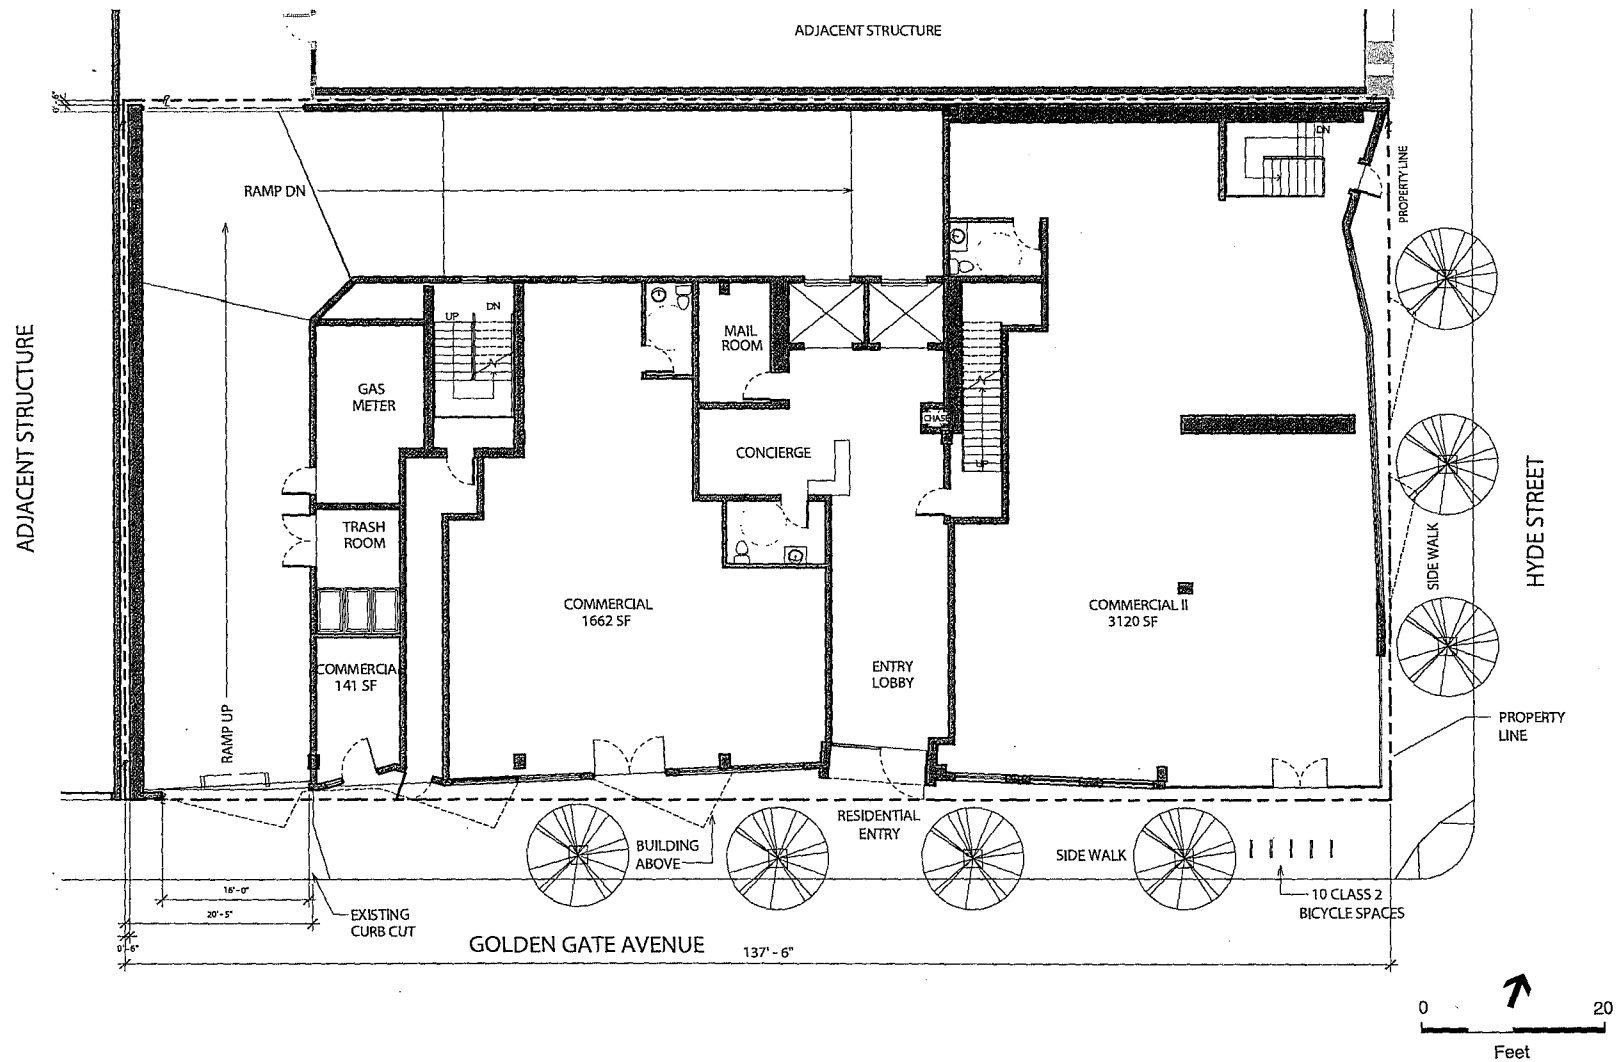 ADJACENT STRUCTURE
0'-6"
DN
RAMP DN
PROPERTY LINE
UP
DN
MAIL
ROOM
ADJACENT STRUCTURE
GAS
METER
CHASE
CONCIERGE
UP
HYDE STREET
TRASH
ROOM
SIDE WALK
COMMERCIAL
1662 SF
COMMERCIAL II
3120 SF
COMMERCIA
141 SF
ENTRY
LOBBY
RAMP UP
PROPERTY
LINE
RESIDENTIAL
ENTRY
BUILDING
ABOVE
SIDE WALK
16'-0"
20'-5"
EXISTING
CURB CUT
10 CLASS 2
BICYCLE SPACES
0'-6"
GOLDEN GATE AVENUE
137'-6"
0
20
Feet